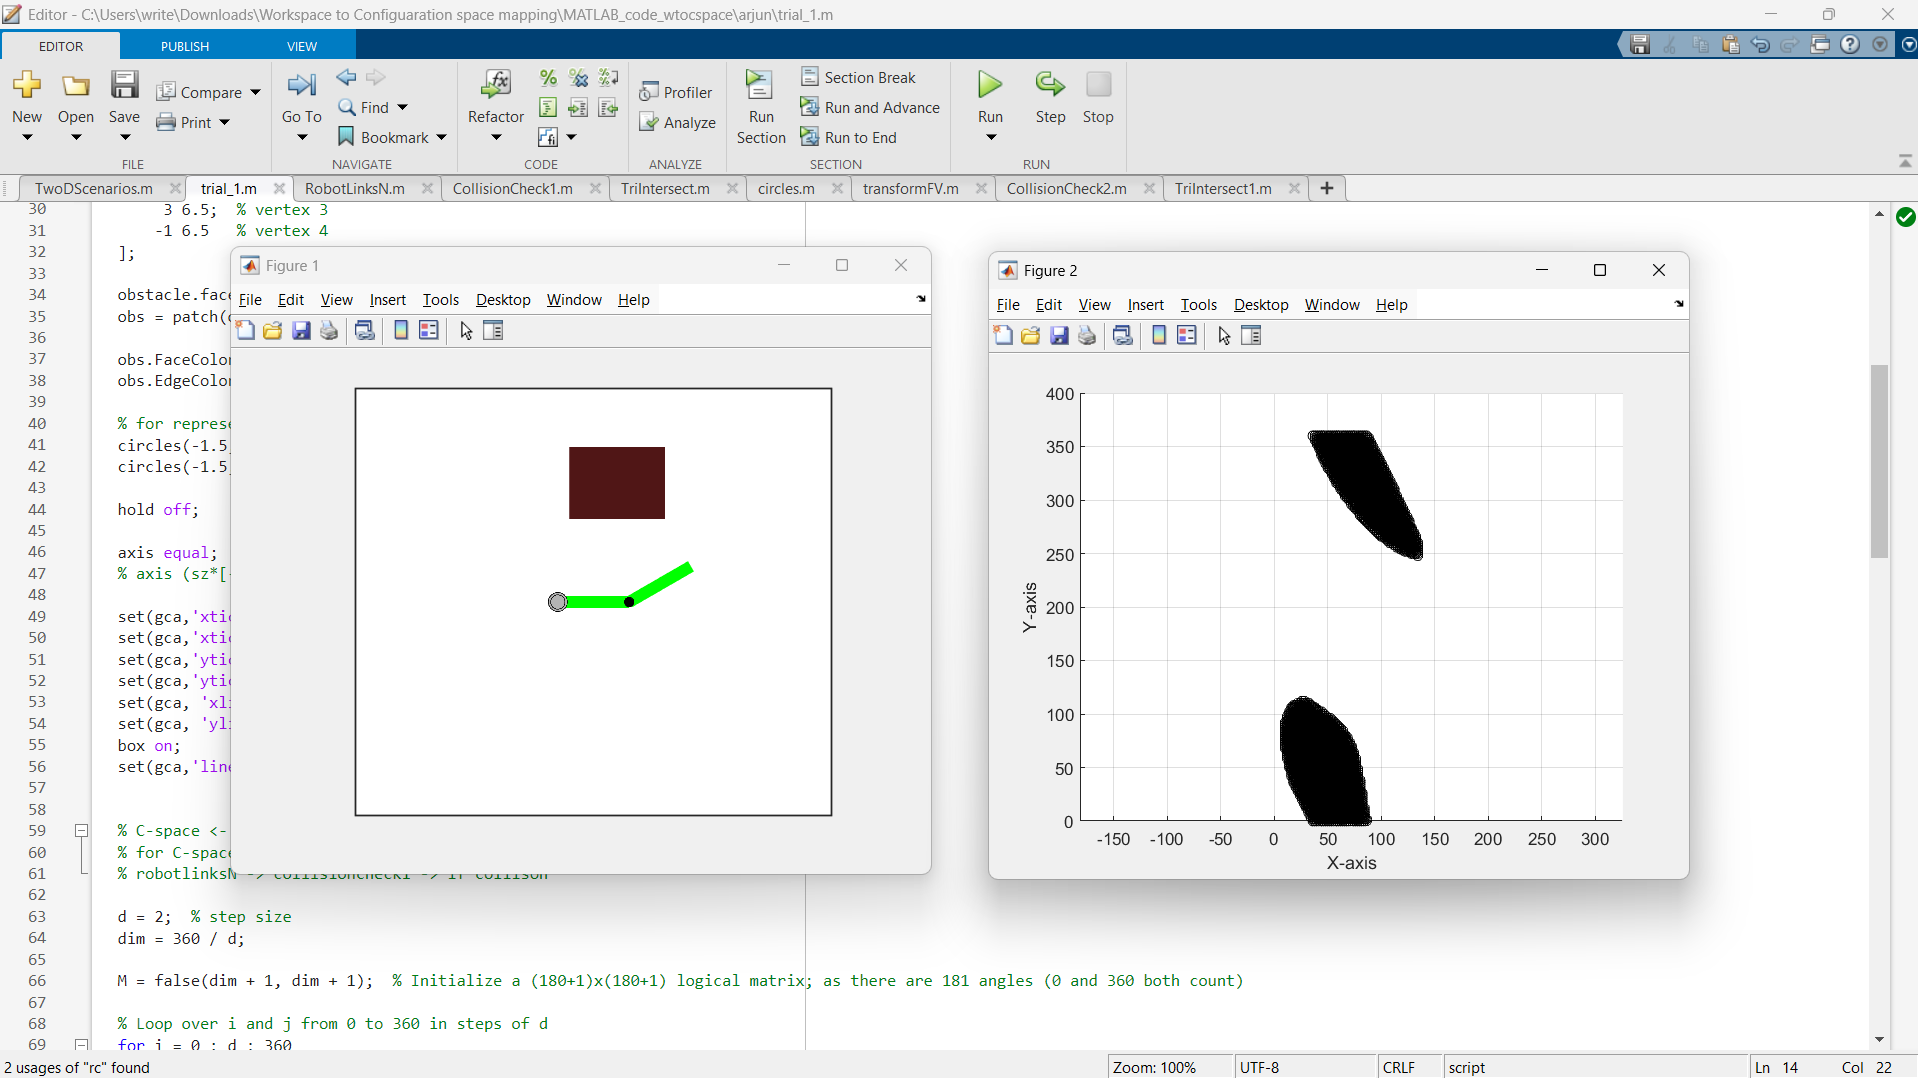 Editor - C:\Users\write\Downloads\Workspace to Configuaration space mapping\MATLAB_code_wtocspace\arjun\trial_1.m
EDITOR PUBLISH VIEW
New Open Save Compare Print
FILE
Go To Find Bookmark
NAVIGATE
Refactor
CODE
Profiler
Analyze
ANALYZE
Run Section
Section Break
Run and Advance
Run to End
SECTION
Run Step Stop
RUN
TwoDScenarios.m trial_1.m RobotLinksN.m CollisionCheck1.m TriIntersect.m circles.m transformFV.m CollisionCheck2.m TriIntersect1.m
30 3 6.5; % vertex 3
31 -1 6.5 % vertex 4
32 ];
33
34 obstacle.face
35 obs = patch(
36
37 obs.FaceColo
38 obs.EdgeColo
39
40 % for represe
41 circles(-1.5
42 circles(-1.5
43
44 hold off;
45
46 axis equal;
47 % axis (sz*[
48
49 set(gca,'xti
50 set(gca,'xti
51 set(gca,'yti
52 set(gca,'yti
53 set(gca, 'xl
54 set(gca, 'yl
55 box on;
56 set(gca,'lin
57
58
59 % C-space <-
60 % for C-space
61 % robotlinksN -> collisioncheck1 -> if collison
62
63 d = 2; % step size
64 dim = 360 / d;
65
66 M = false(dim + 1, dim + 1); % Initialize a (180+1)x(180+1) logical matrix; as there are 181 angles (0 and 360 both count)
67
68 % Loop over i and j from 0 to 360 in steps of d
69 for i = 0 : d : 360
Figure 1
File Edit View Insert Tools Desktop Window Help
Figure 2
File Edit View Insert Tools Desktop Window Help
400
350
300
250
200
150
100
50
0
Y-axis
-150 -100 -50 0 50 100 150 200 250 300
X-axis
2 usages of "rc" found
Zoom: 100% UTF-8 CRLF script Ln 14 Col 22